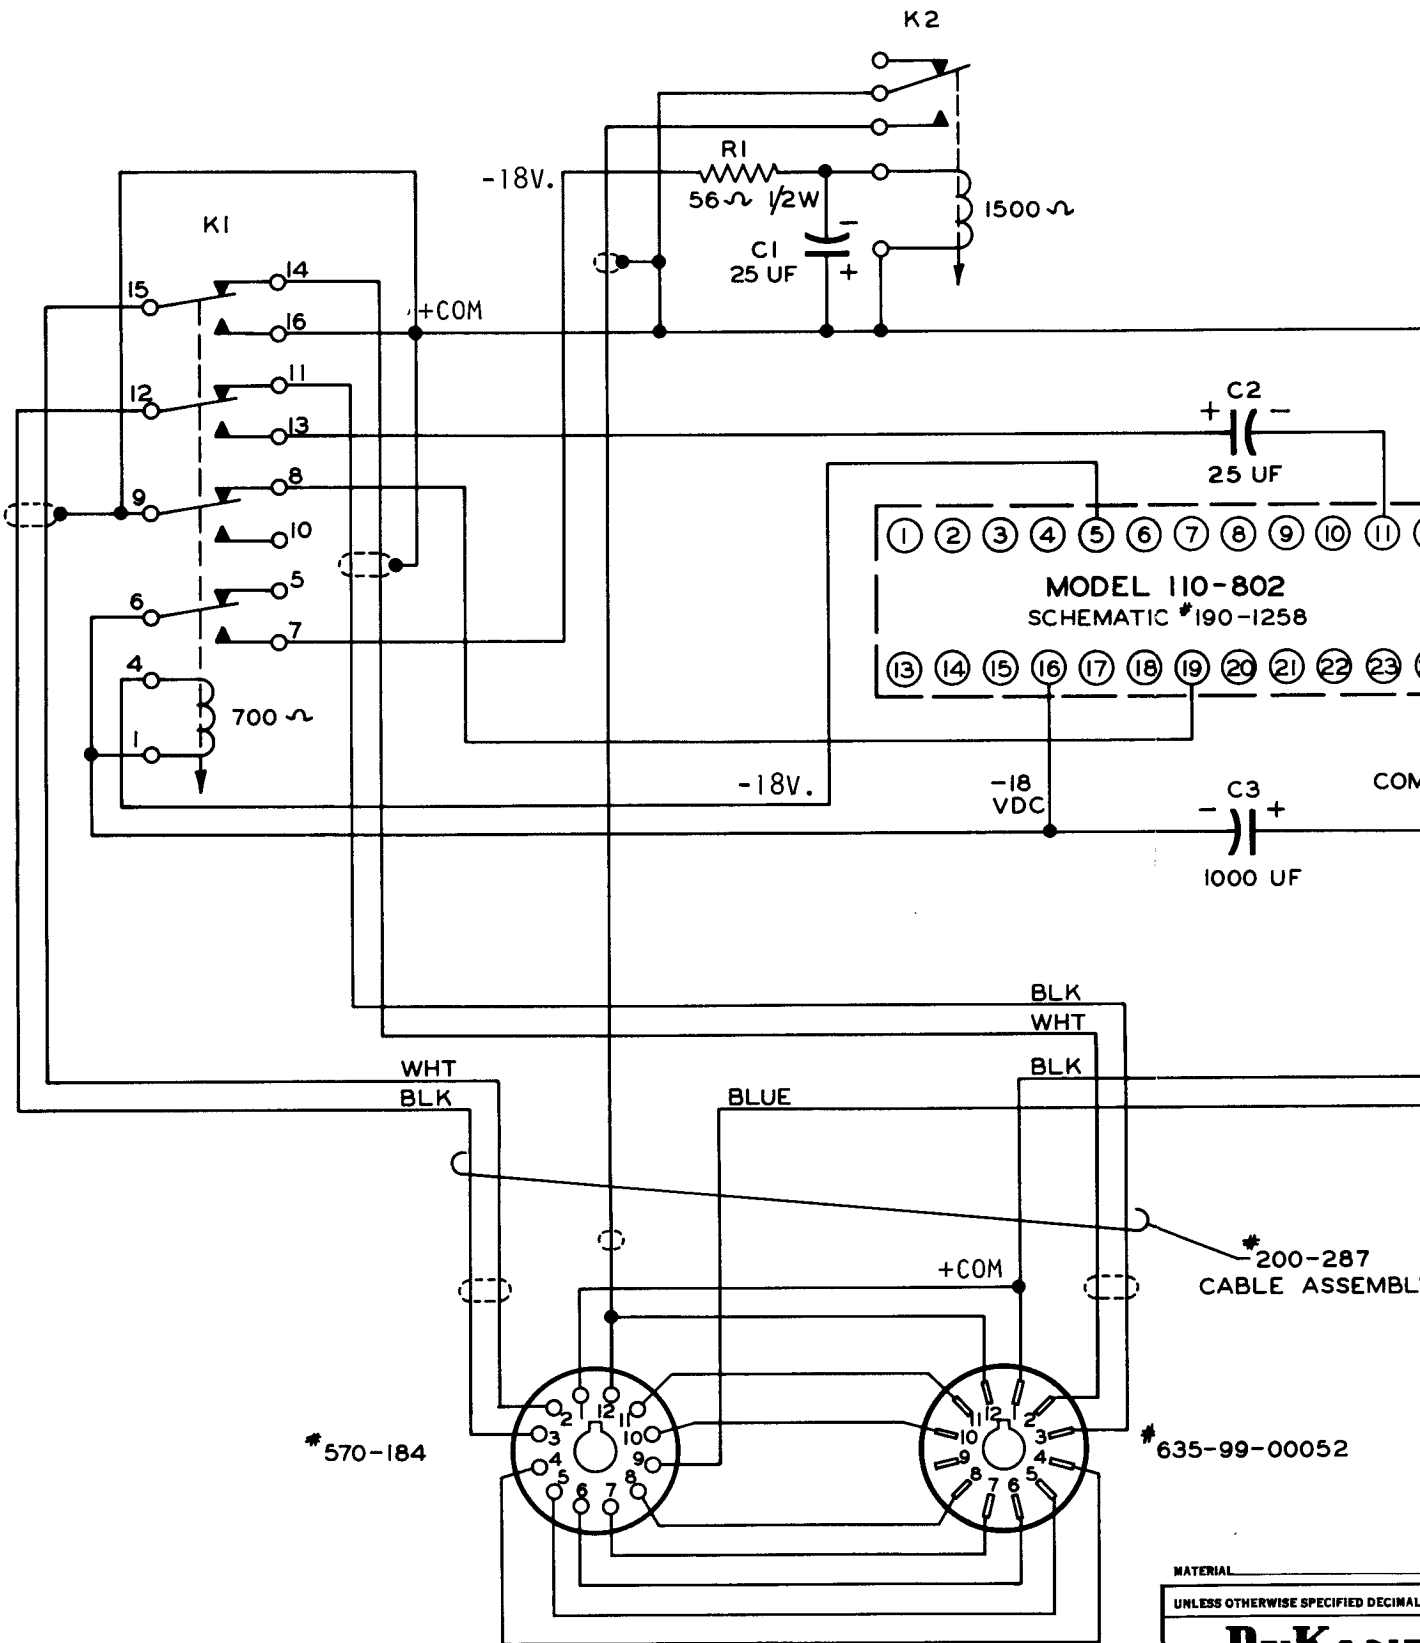 K2
R1
-18V.
56 Ω 1/2W
1500 Ω
K1
C1
25 UF
-
+
15
14
+COM
16
12
11
13
C2
+ -
25 UF
9
8
10
1 2 3 4 5 6 7 8 9 10 11
MODEL 110-802
SCHEMATIC #190-1258
13 14 15 16 17 18 19 20 21 22 23
6
5
7
4
700 Ω
1
-18V.
-18
VDC
C3
- +
1000 UF
COM
BLK
WHT
WHT
BLK
BLK
BLUE
#200-287
CABLE ASSEMBL
+COM
#570-184
1 2 3 4 5 6 7 8 9 10 11 12
1 2 3 4 5 6 7 8 9 10 11 12
#635-99-00052
MATERIAL
UNLESS OTHERWISE SPECIFIED DECIMAL